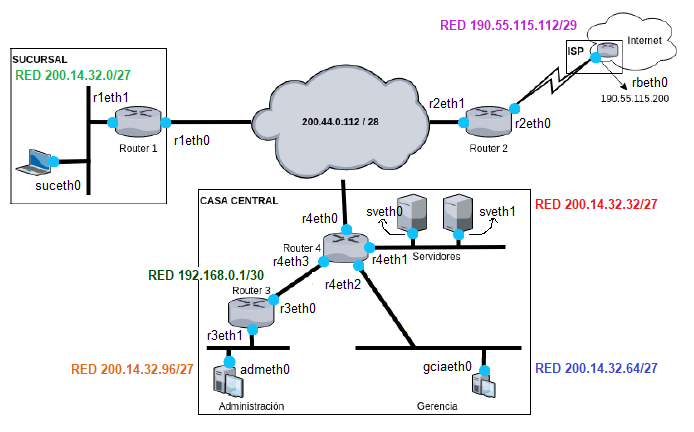 RED 190.55.115.112/29
Internet
ISP
rbeth0
190.55.115.200
SUCURSAL
RED 200.14.32.0/27
r1eth1
Router 1
r1eth0
suceth0
200.44.0.112 / 28
r2eth1
Router 2
r2eth0
CASA CENTRAL
RED 200.14.32.32/27
sveth0
sveth1
r4eth0
Router 4
r4eth1
Servidores
r4eth3
r4eth2
RED 192.168.0.1/30
Router 3
r3eth0
r3eth1
RED 200.14.32.96/27
admeth0
gciaeth0
RED 200.14.32.64/27
Administración
Gerencia